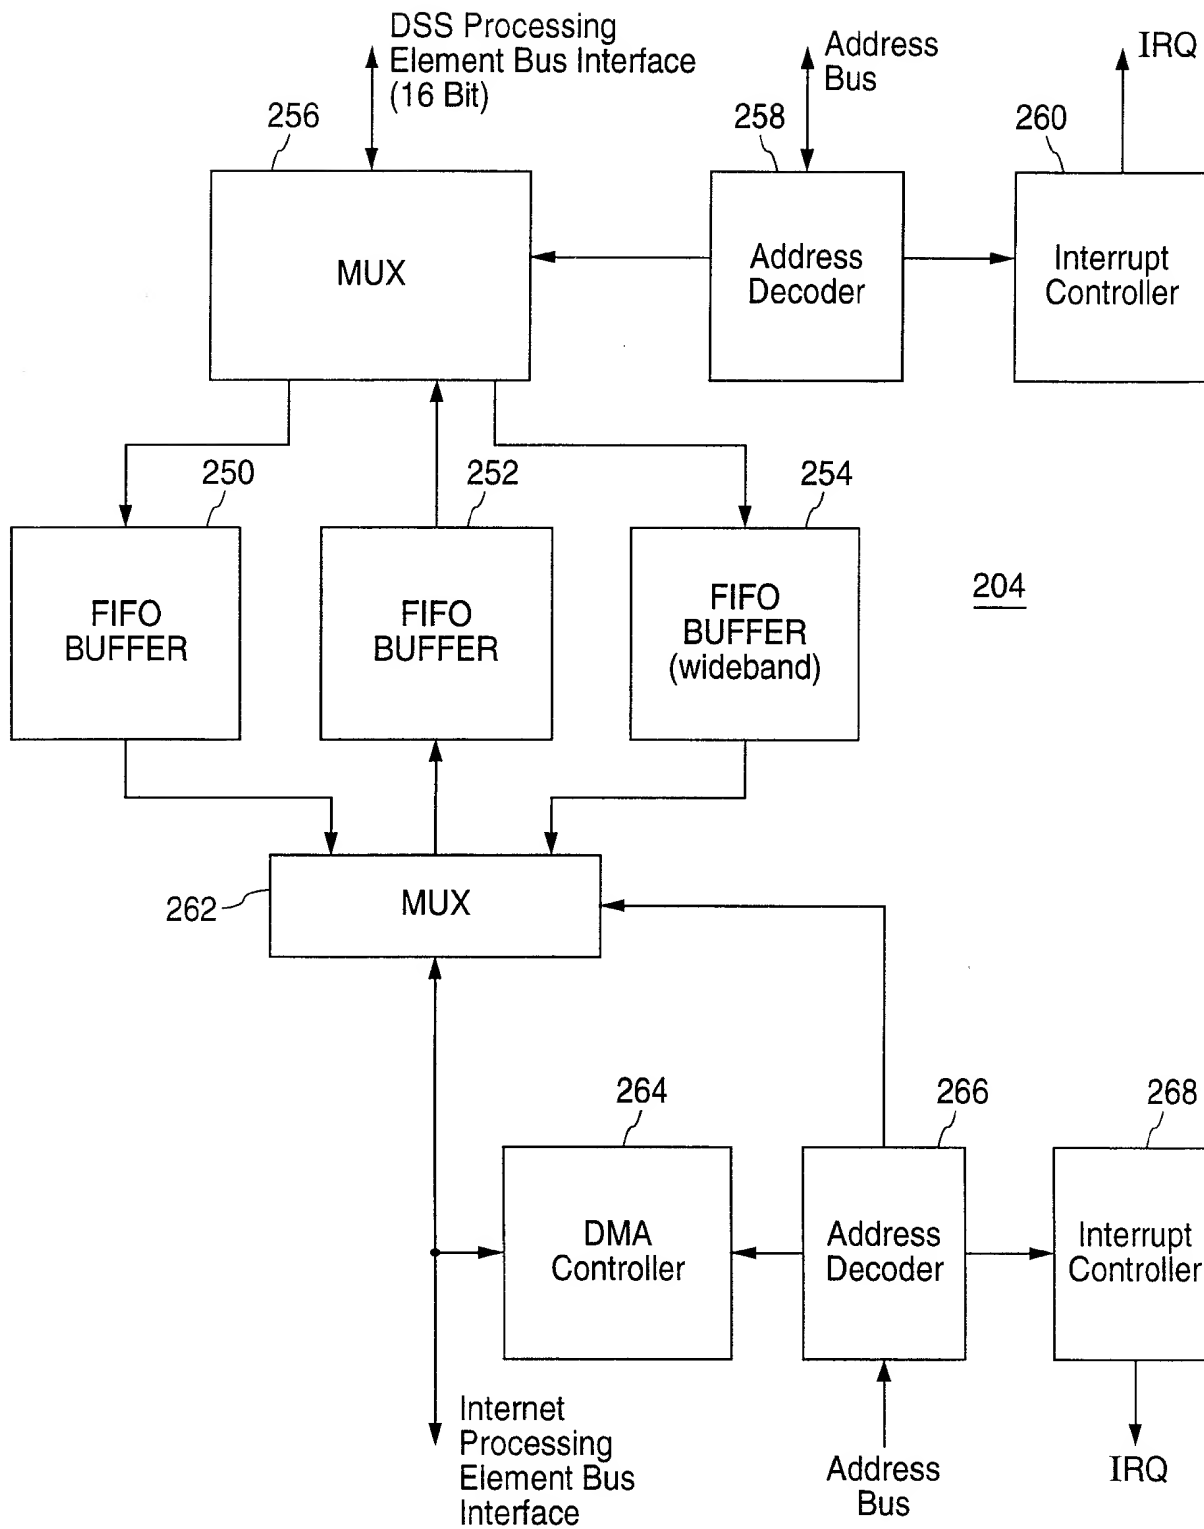 DSS Processing
Element Bus Interface
(16 Bit)
Address
Bus
IRQ
256
258
260
MUX
Address
Decoder
Interrupt
Controller
250
252
254
FIFO
BUFFER
FIFO
BUFFER
FIFO
BUFFER
(wideband)
204
262
MUX
264
266
268
DMA
Controller
Address
Decoder
Interrupt
Controller
Internet
Processing
Element Bus
Interface
Address
Bus
IRQ